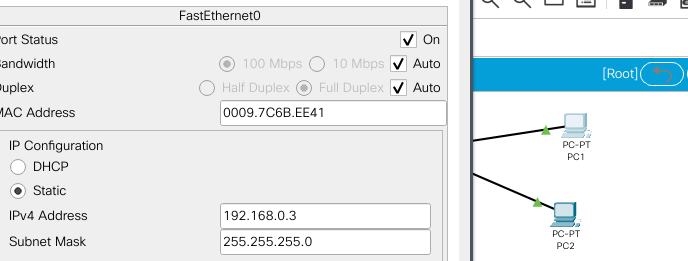 FastEthernet0
ort Status
On
andwidth
100 Mbps
10 Mbps
Auto
uplex
Half Duplex
Full Duplex
Auto
MAC Address
0009.7C6B.EE41
IP Configuration
DHCP
Static
IPv4 Address
192.168.0.3
Subnet Mask
255.255.255.0
[Root]
PC-PT
PC1
PC-PT
PC2